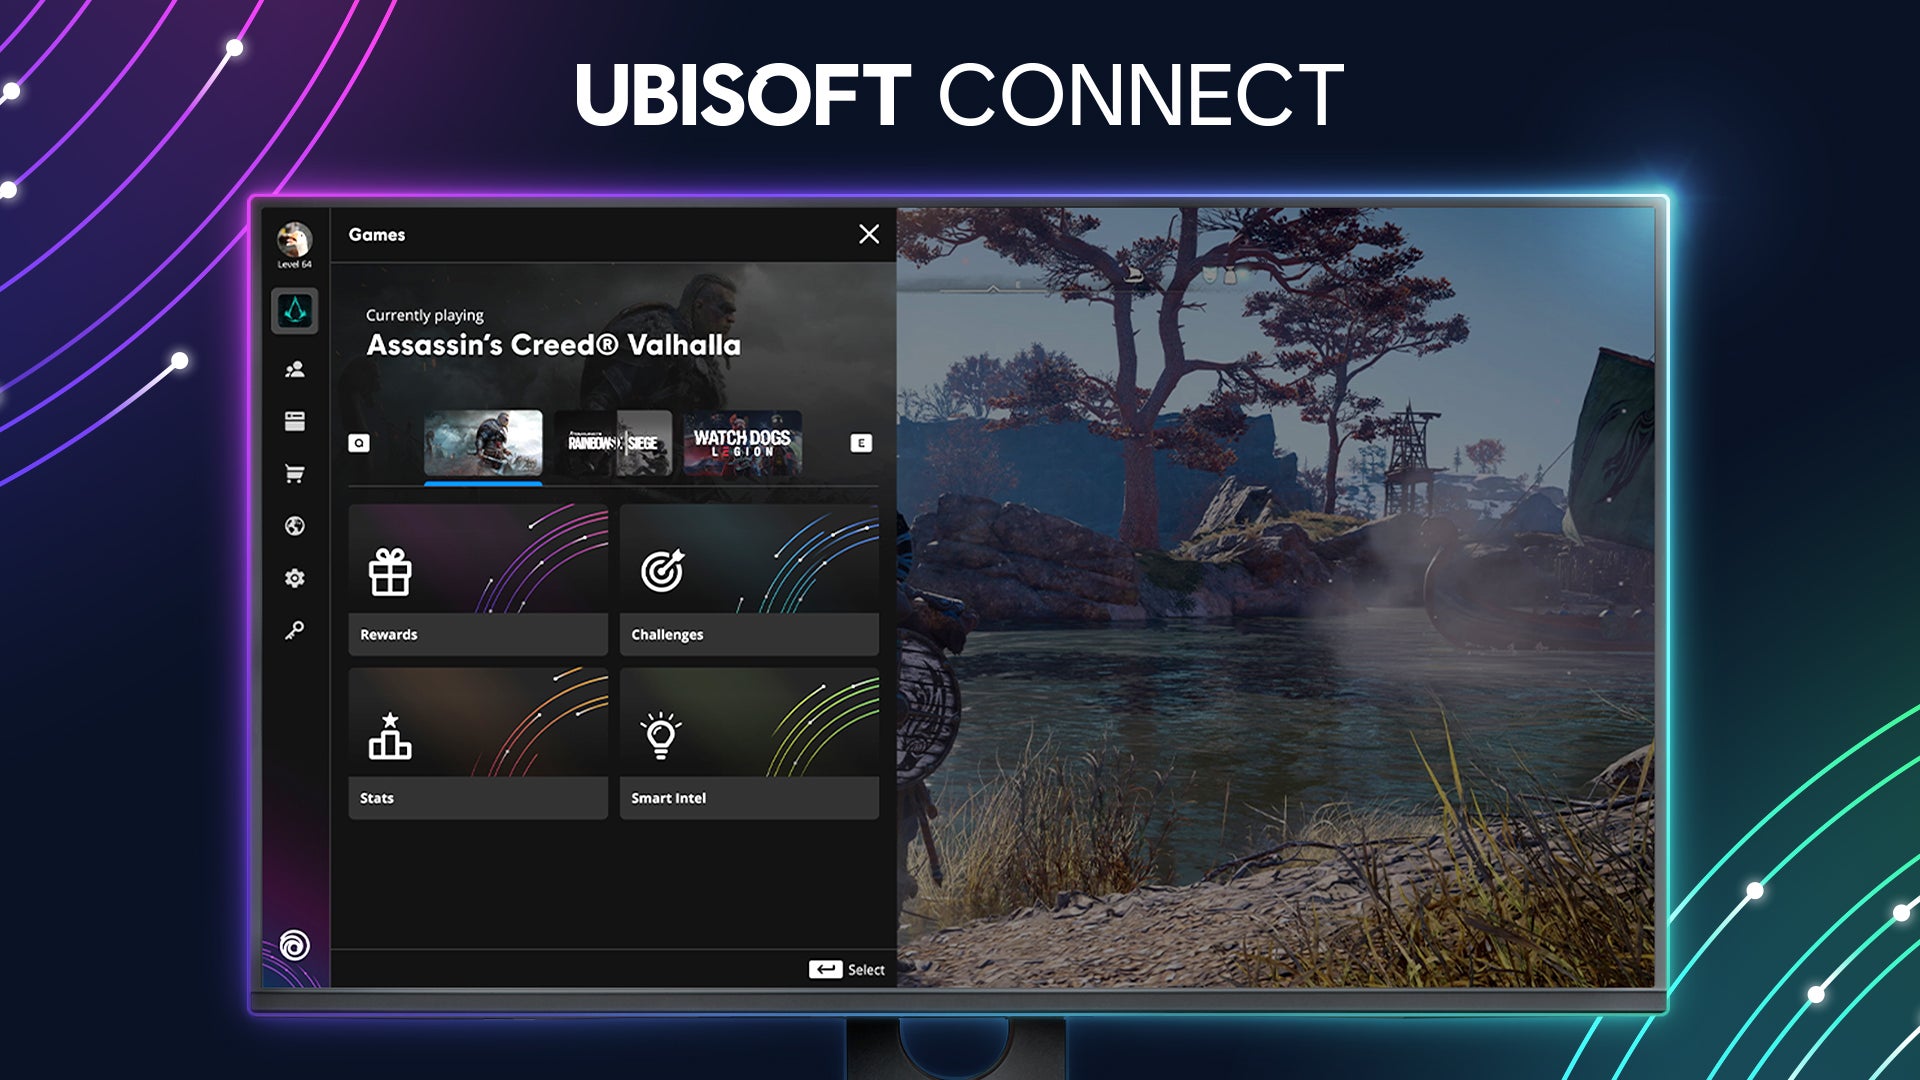 UBISOFT CONNECT
Level 64
Games
Currently playing
Assassin's Creed® Valhalla
Q
RAINBOW SIX | SIEGE
WATCH DOGS
LEGION
E
Rewards
Challenges
Stats
Smart Intel
Select